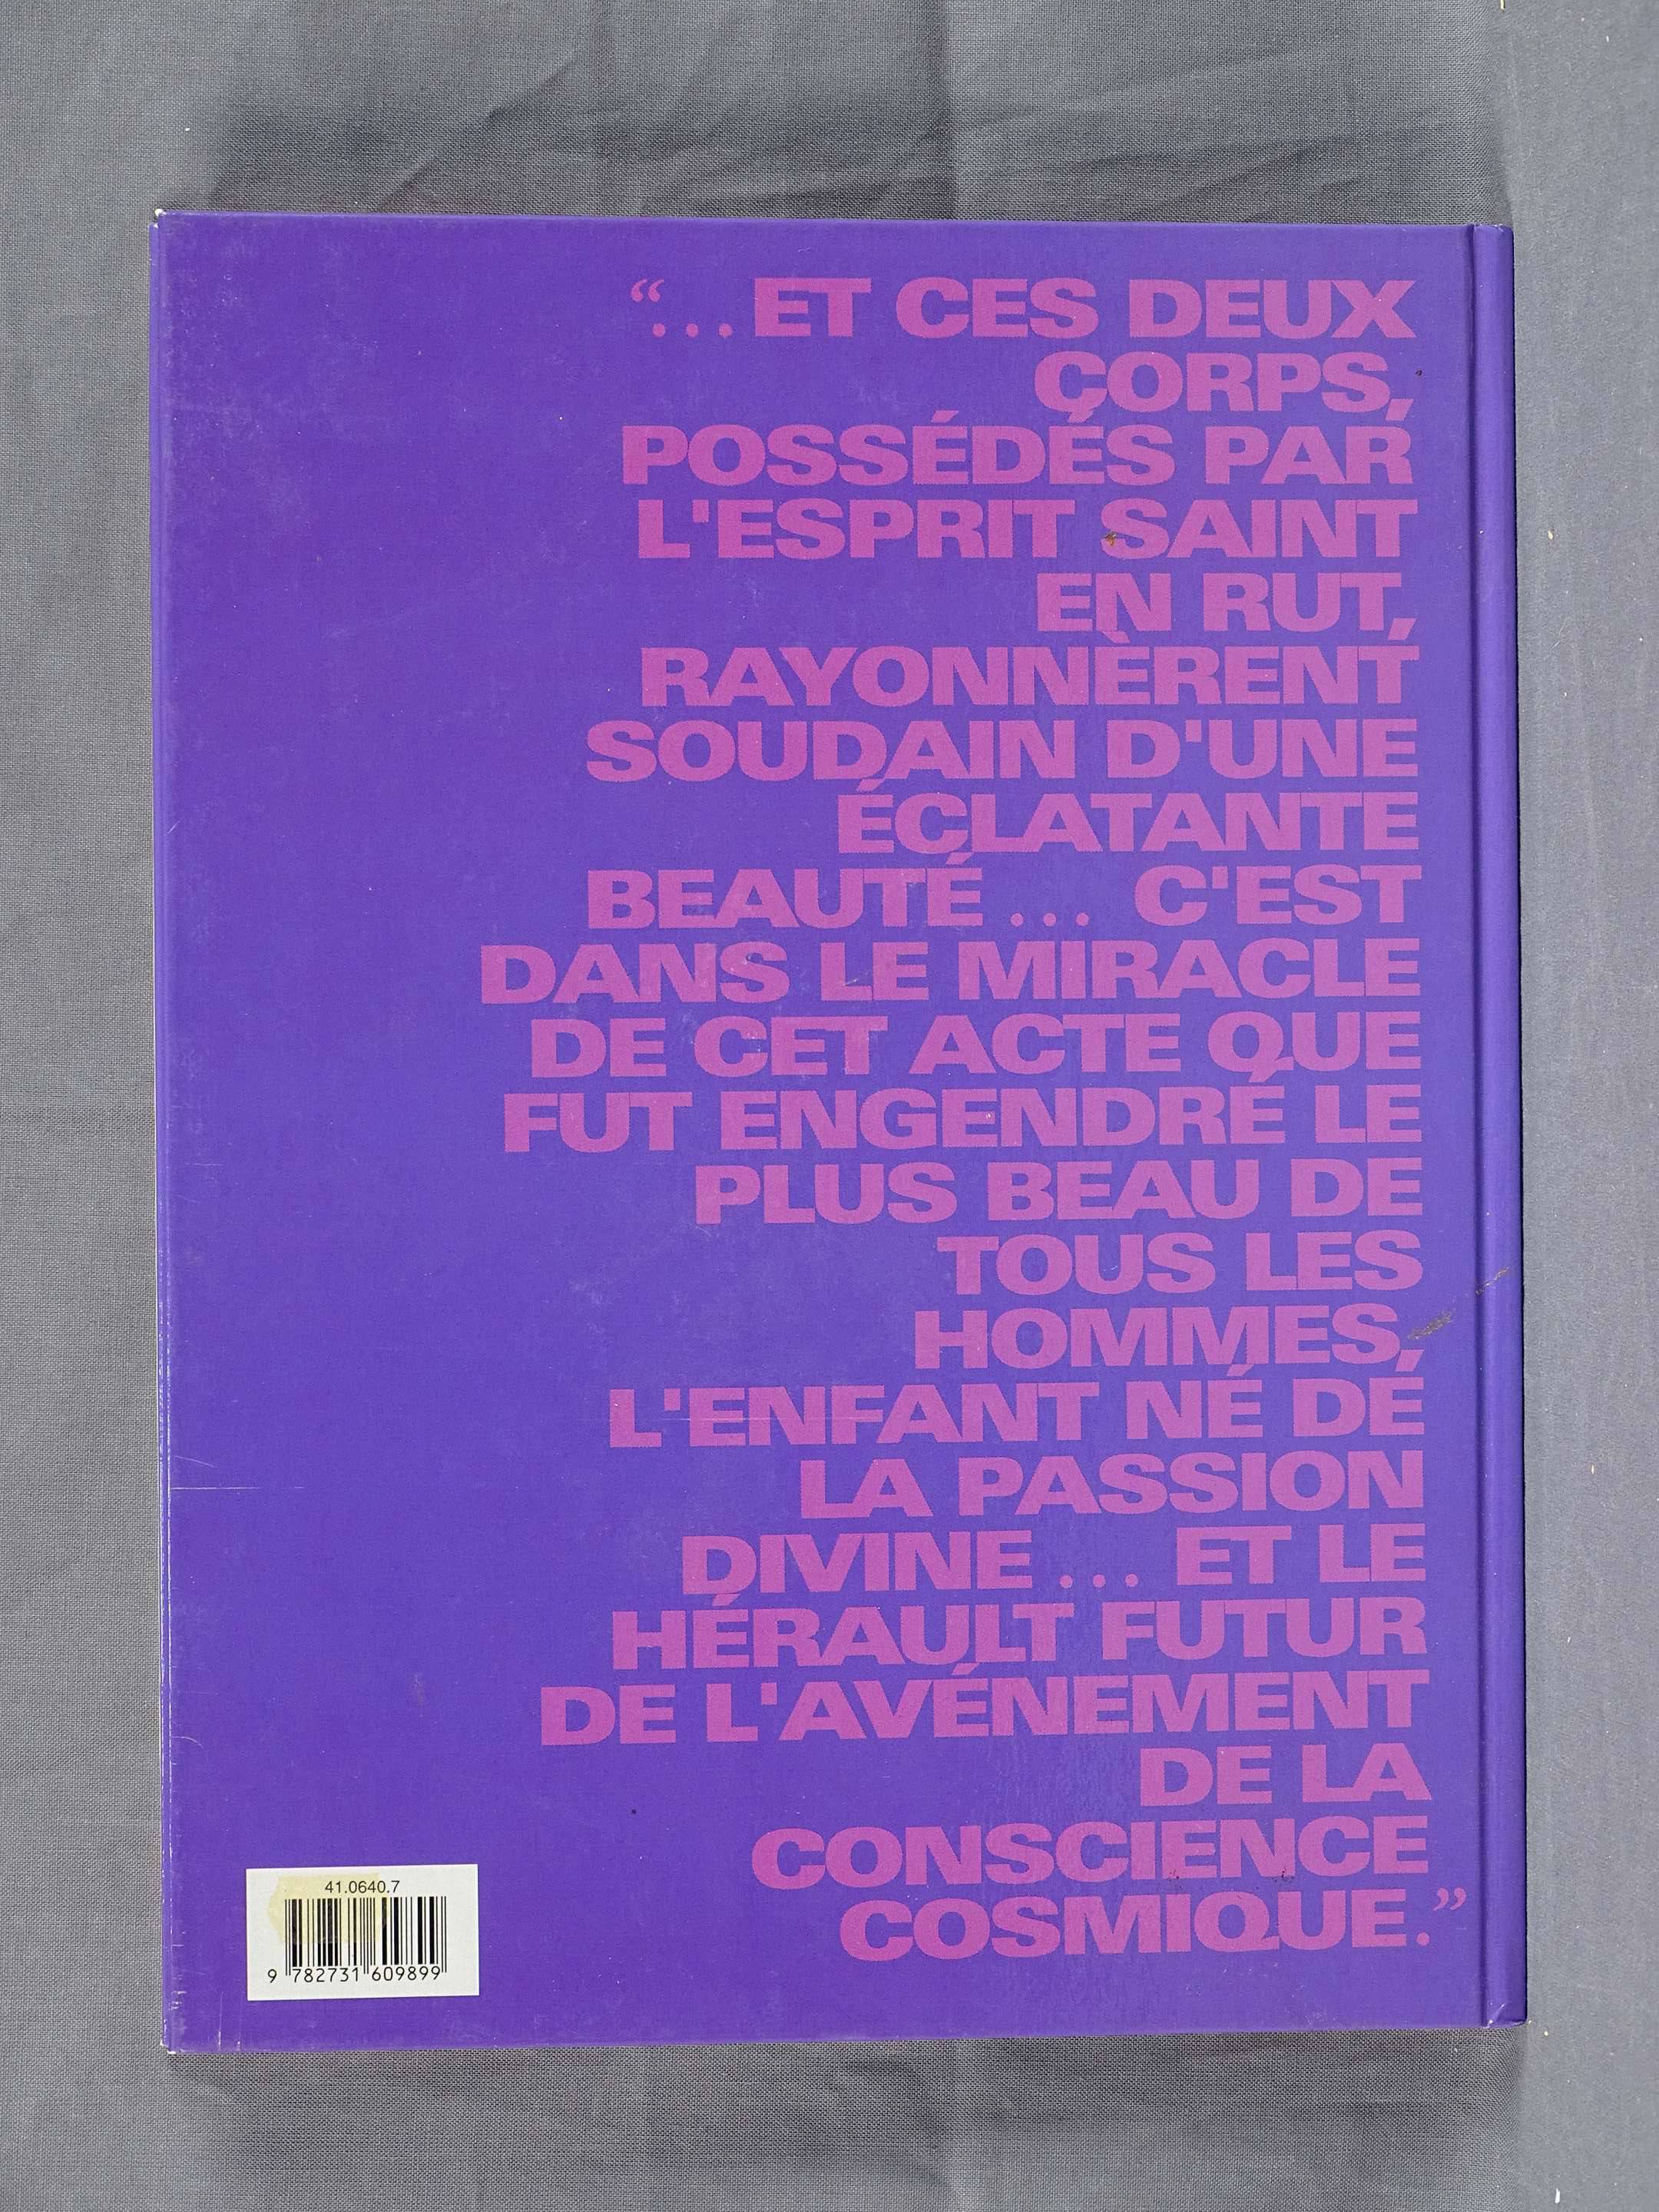 “... ET CES DEUX
CORPS,
POSSÉDÉS PAR
L'ESPRIT SAINT
EN RUT,
RAYONNÈRENT
SOUDAIN D'UNE
ÉCLATANTE
BEAUTÉ... C'EST
DANS LE MIRACLE
DE CET ACTE QUE
FUT ENGENDRÉ LE
PLUS BEAU DE
TOUS LES
HOMMES,
L'ENFANT NÉ DE
LA PASSION
DIVINE... ET LE
HÉRAULT FUTUR
DE L'AVÉNEMENT
DE LA
CONSCIENCE
COSMIQUE.”
41.0640.7
9 782731 609899